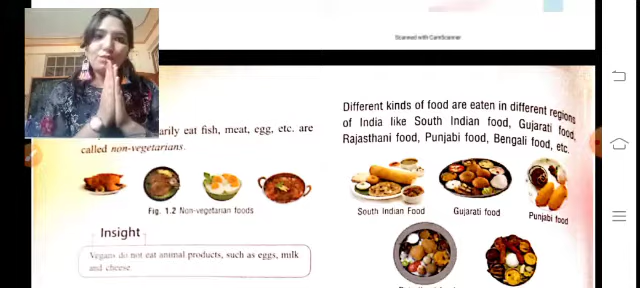 Scanned with CamScanner
arily eat fish, meat, egg, etc. are
called non-vegetarians.
Fig. 1.2 Non-vegetarian foods
Insight
Vegans do not eat animal products, such as eggs, milk
and cheese
Different kinds of food are eaten in different regions
of India like South Indian food, Gujarati food,
Rajasthani food, Punjabi food, Bengali food, etc.
South Indian Food
Gujarati food
Punjabi food